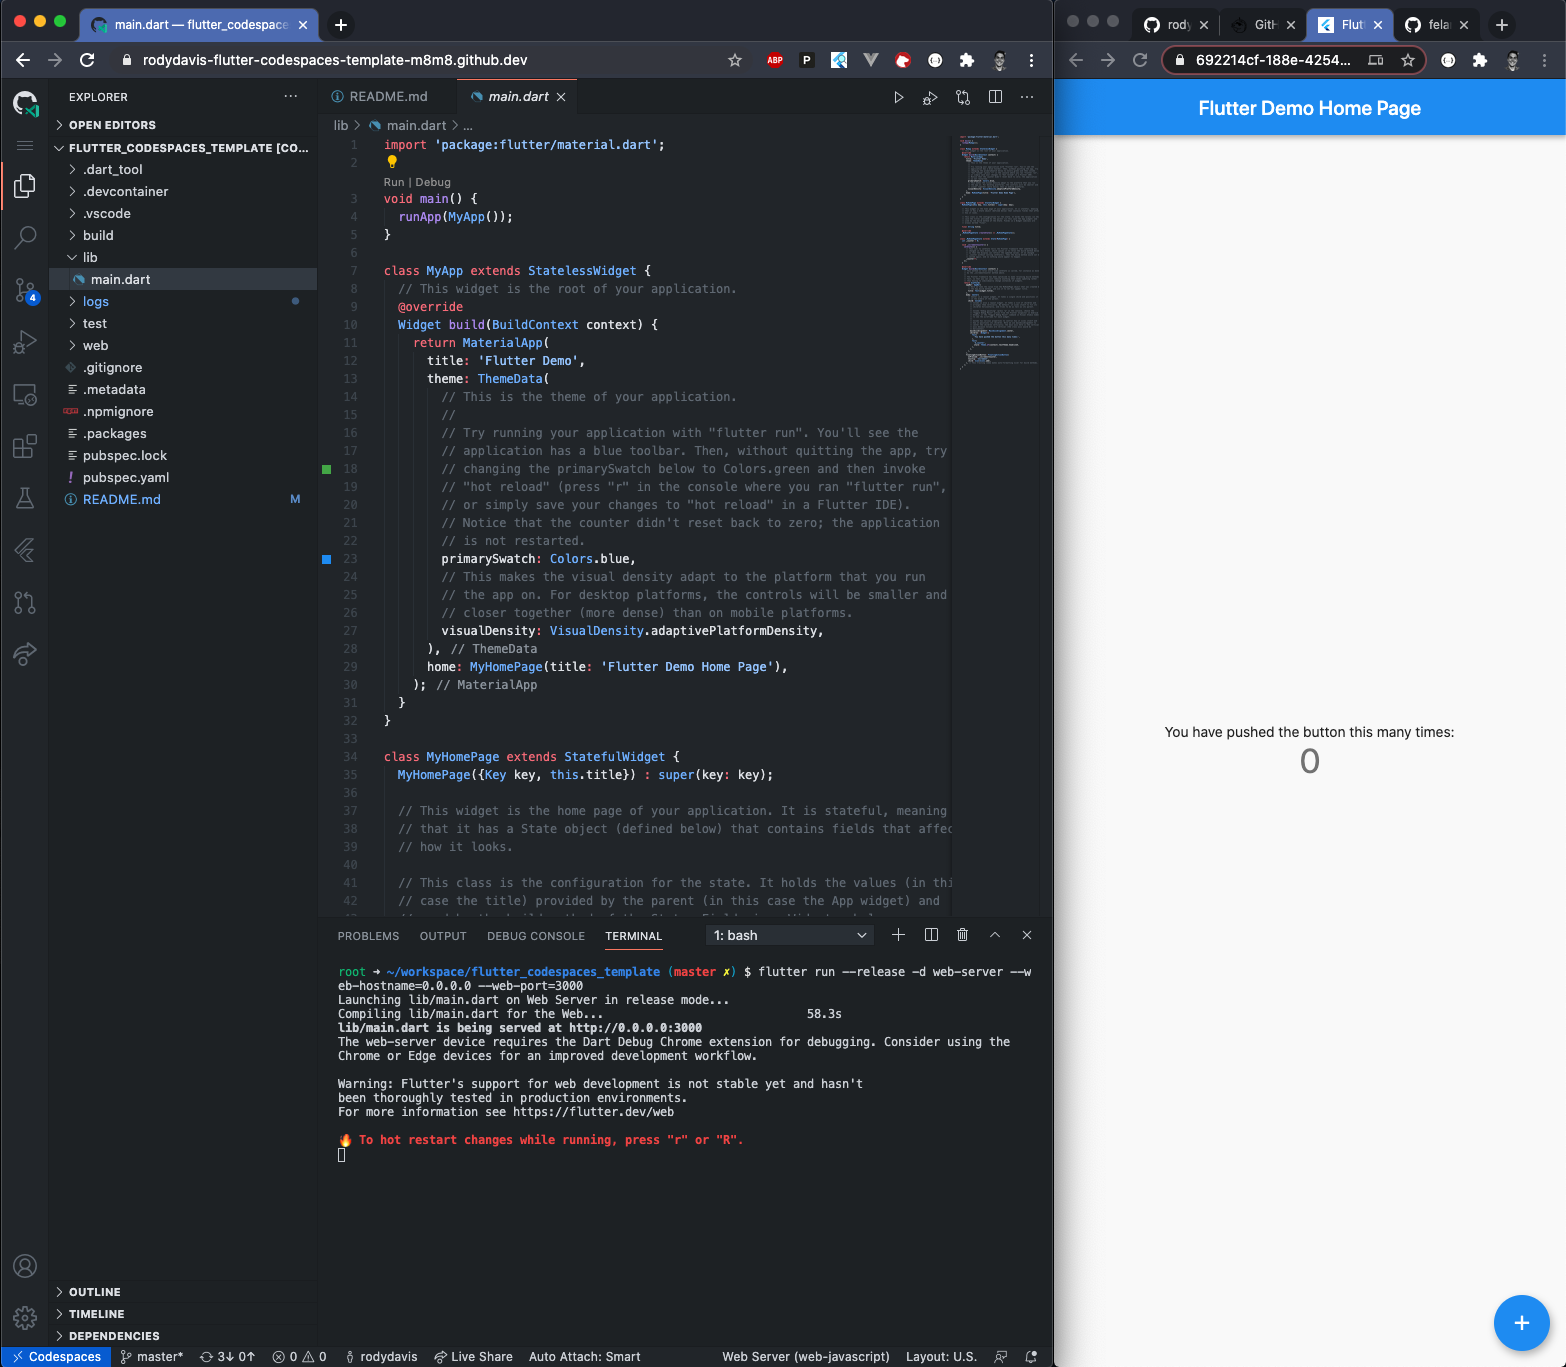 main.dart — flutter_codespace
rodydavis-flutter-codespaces-template-m8m8.github.dev
ABP
P
EXPLORER
OPEN EDITORS
FLUTTER_CODESPACES_TEMPLATE [CO...
.dart_tool
.devcontainer
.vscode
build
lib
main.dart
logs
test
web
.gitignore
.metadata
.npmignore
.packages
pubspec.lock
! pubspec.yaml
README.md M
4
OUTLINE
TIMELINE
DEPENDENCIES
README.md
main.dart
lib > main.dart > ...
1 import 'package:flutter/material.dart';
2
Run | Debug
3 void main() {
4 runApp(MyApp());
5 }
6
7 class MyApp extends StatelessWidget {
8 // This widget is the root of your application.
9 @override
10 Widget build(BuildContext context) {
11 return MaterialApp(
12 title: 'Flutter Demo',
13 theme: ThemeData(
14 // This is the theme of your application.
15 //
16 // Try running your application with "flutter run". You'll see the
17 // application has a blue toolbar. Then, without quitting the app, try
18 // changing the primarySwatch below to Colors.green and then invoke
19 // "hot reload" (press "r" in the console where you ran "flutter run",
20 // or simply save your changes to "hot reload" in a Flutter IDE).
21 // Notice that the counter didn't reset back to zero; the application
22 // is not restarted.
23 primarySwatch: Colors.blue,
24 // This makes the visual density adapt to the platform that you run
25 // the app on. For desktop platforms, the controls will be smaller and
26 // closer together (more dense) than on mobile platforms.
27 visualDensity: VisualDensity.adaptivePlatformDensity,
28 ), // ThemeData
29 home: MyHomePage(title: 'Flutter Demo Home Page'),
30 ); // MaterialApp
31 }
32 }
33
34 class MyHomePage extends StatefulWidget {
35 MyHomePage({Key key, this.title}) : super(key: key);
36
37 // This widget is the home page of your application. It is stateful, meaning
38 // that it has a State object (defined below) that contains fields that affec
39 // how it looks.
40
41 // This class is the configuration for the state. It holds the values (in thi
42 // case the title) provided by the parent (in this case the App widget) and
PROBLEMS OUTPUT DEBUG CONSOLE TERMINAL 1: bash
root ➜ ~/workspace/flutter_codespaces_template (master ✗) $ flutter run --release -d web-server --w
eb-hostname=0.0.0.0 --web-port=3000
Launching lib/main.dart on Web Server in release mode...
Compiling lib/main.dart for the Web... 58.3s
lib/main.dart is being served at http://0.0.0.0:3000
The web-server device requires the Dart Debug Chrome extension for debugging. Consider using the
Chrome or Edge devices for an improved development workflow.
Warning: Flutter's support for web development is not stable yet and hasn't
been thoroughly tested in production environments.
For more information see https://flutter.dev/web
🔥 To hot restart changes while running, press "r" or "R".
Codespaces master* 3↓ 0↑ 0 0 rodydavis Live Share Auto Attach: Smart Web Server (web-javascript) Layout: U.S.
rody
GitH
Flut
fela
692214cf-188e-4254...
Flutter Demo Home Page
You have pushed the button this many times:
0
+